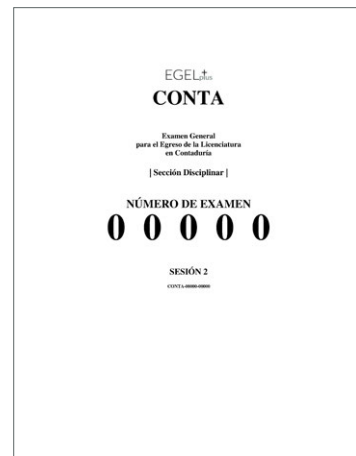 EGEL+plus
CONTA
Examen General
para el Egreso de la Licenciatura
en Contaduría
| Sección Disciplinar |
NÚMERO DE EXAMEN
0 0 0 0 0
SESIÓN 2
CONTA-00000-00000